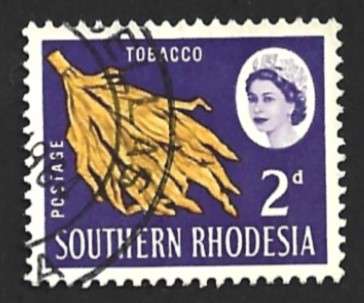 TOBACCO
POSTAGE
2d
SOUTHERN RHODESIA